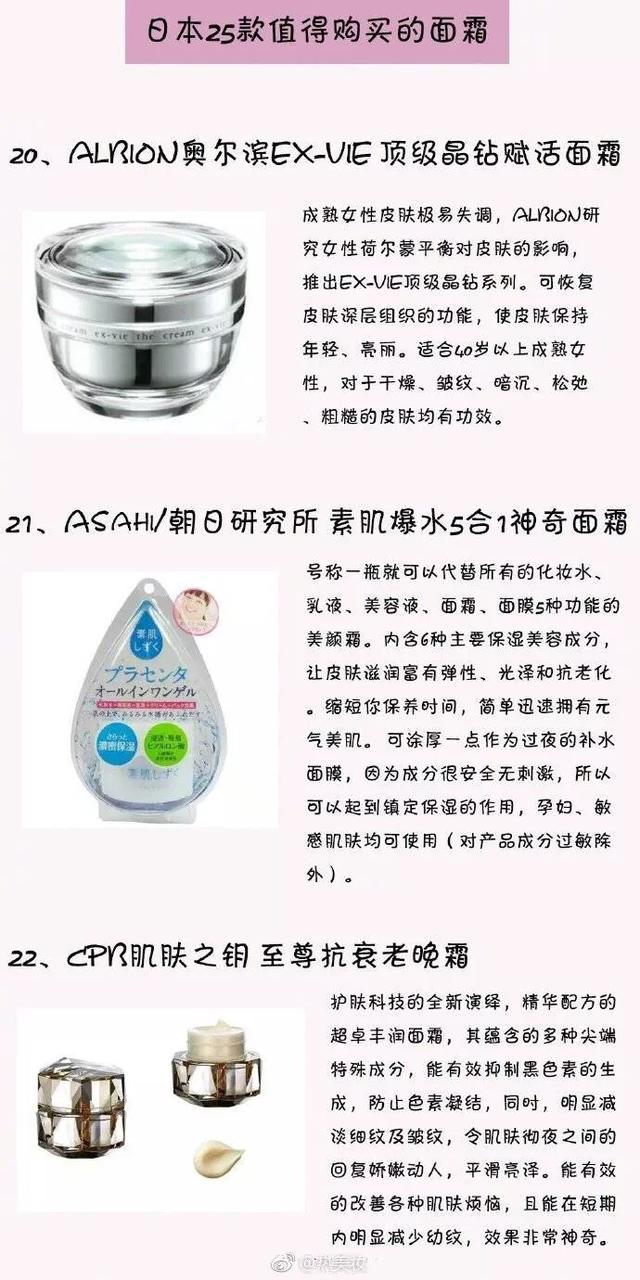 日本25款值得购买的面霜
20、ALBION奥尔滨EX-VIE 顶级晶钻赋活面霜
成熟女性皮肤极易失调，ALBION研
究女性荷尔蒙平衡对皮肤的影响，
推出EX-VIE顶级晶钻系列。可恢复
皮肤深层组织的功能，使皮肤保持
年轻、亮丽。适合40岁以上成熟女
性，对于干燥、皱纹、暗沉、松弛
、粗糙的皮肤均有功效。
cream ex-vie the cream ex-vie
21、ASAHI/朝日研究所 素肌爆水5合1神奇面霜
号称一瓶就可以代替所有的化妆水、
乳液、美容液、面霜、面膜5种功能的
美颜霜。内含6种主要保湿美容成分，
让皮肤滋润富有弹性、光泽和抗老化
。缩短你保养时间，简单迅速拥有元
气美肌。可涂厚一点作为过夜的补水
面膜，因为成分很安全无刺激，所以
可以起到镇定保湿的作用，孕妇、敏
感肌肤均可使用（对产品成分过敏除
外）。
素肌
しずく
プラセンタ
オールインワンゲル
さらっと
濃密保湿
浸透・吸着
ヒアルロン酸
素肌しずく
22、CPB肌肤之钥 至尊抗衰老晚霜
护肤科技的全新演绎，精华配方的
超卓丰润面霜，其蕴含的多种尖端
特殊成分，能有效抑制黑色素的生
成，防止色素凝结，同时，明显减
淡细纹及皱纹，令肌肤彻夜之间的
回复娇嫩动人，平滑亮泽。能有效
的改善各种肌肤烦恼，且能在短期
内明显减少幼纹，效果非常神奇。
@热美妆